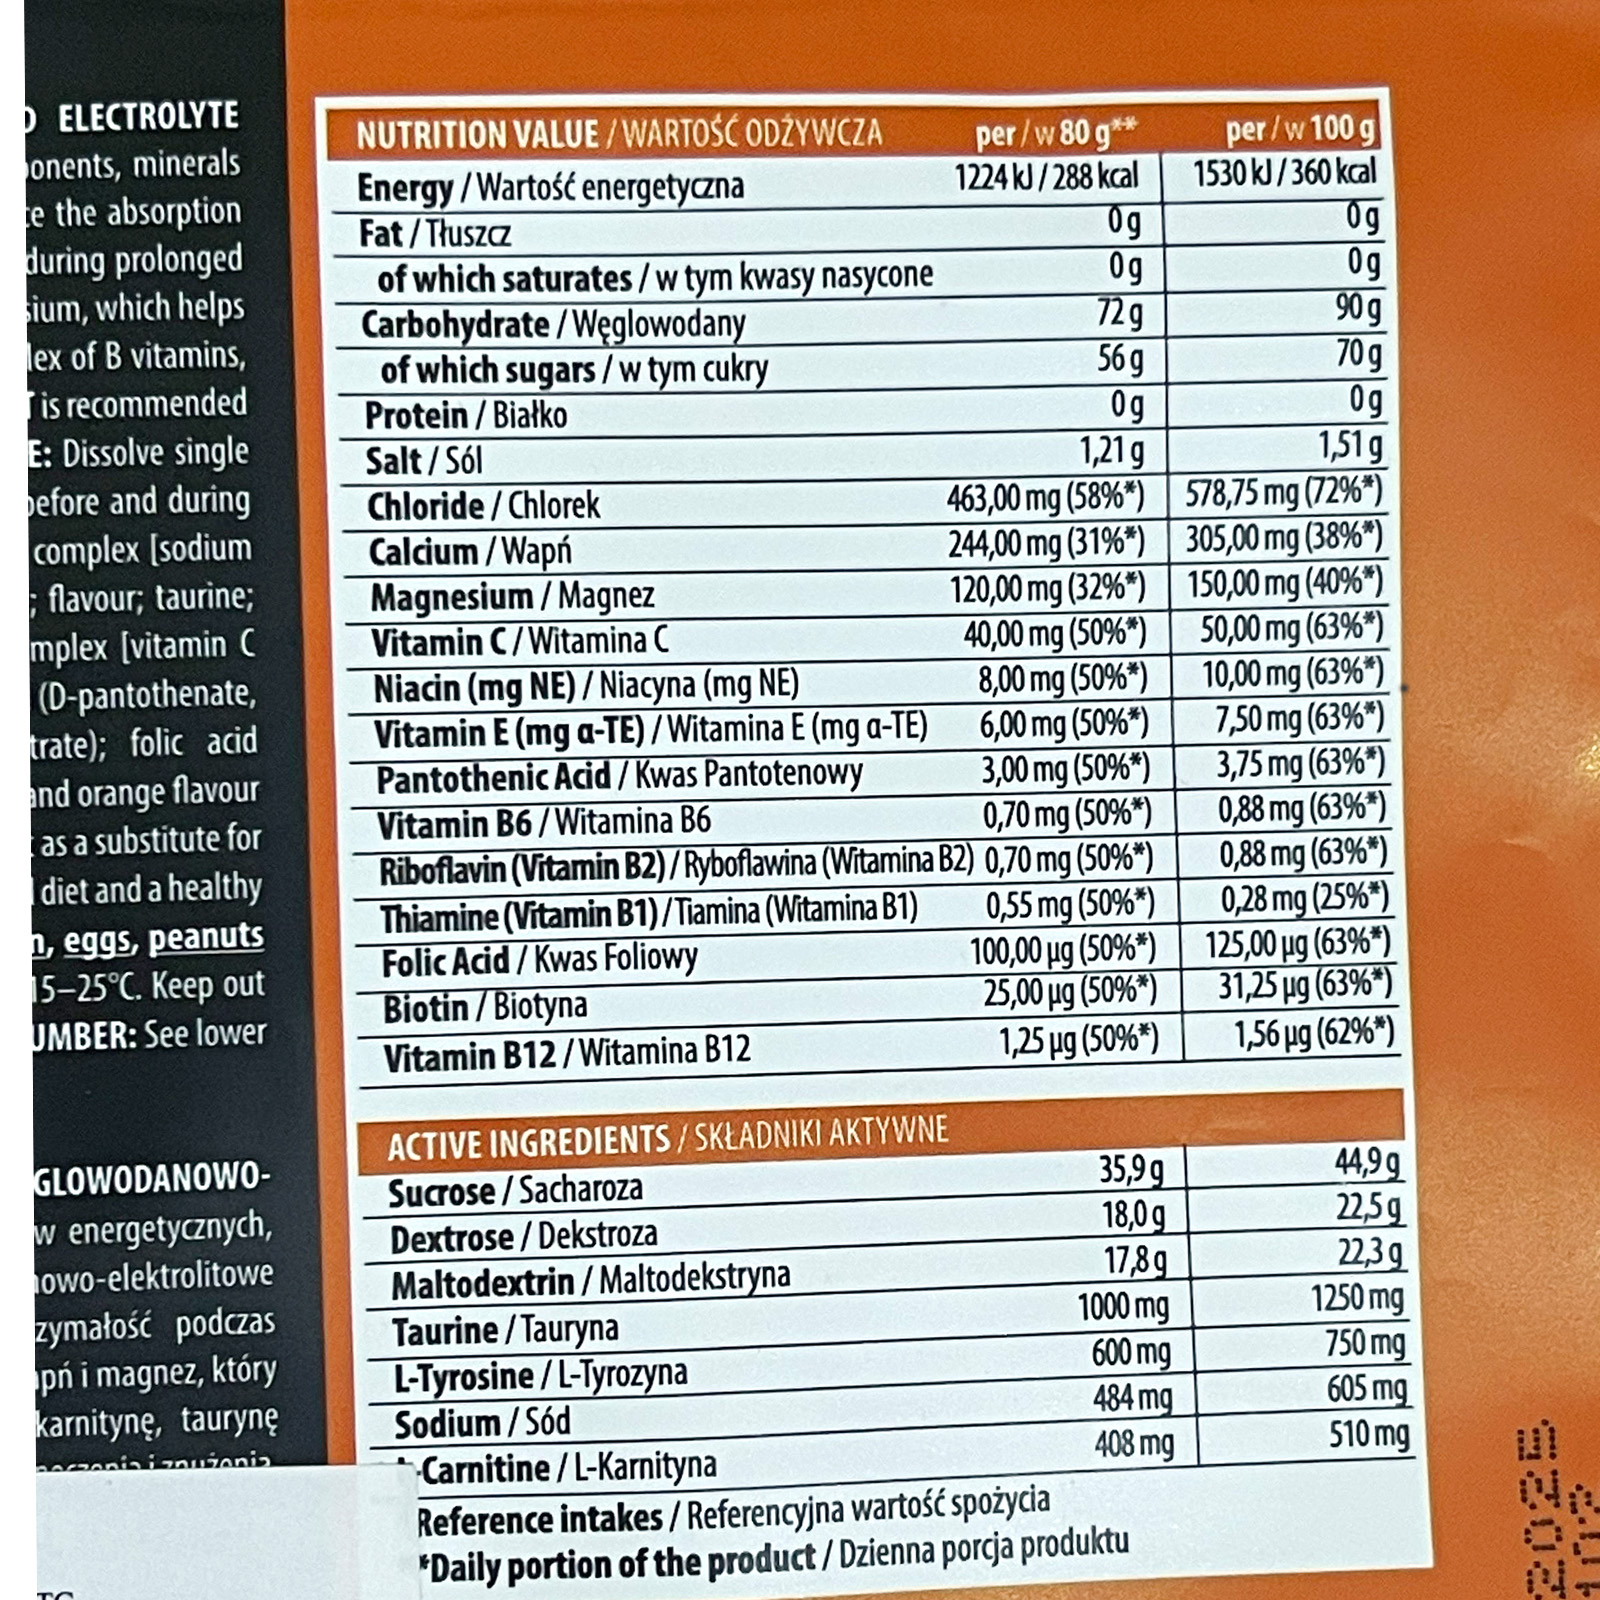 ELECTROLYTE
minerals
the absorption
during prolonged
which helps
of B vitamins,
is recommended
E: Dissolve single
before and during
complex [sodium
; flavour; taurine;
[vitamin C
(D-pantothenate,
folic acid
and orange flavour
as a substitute for
diet and a healthy
eggs, peanuts
15–25°C. Keep out
See lower
GLOWODANOWO-
w energetycznych,
podczas
i magnez, który
karnitynę, taurynę
NUTRITION VALUE / WARTOŚĆ ODŻYWCZA per / w 80 g** per / w 100 g
Energy / Wartość energetyczna 1224 kJ / 288 kcal 1530 kJ / 360 kcal
Fat / Tłuszcz 0 g 0 g
of which saturates / w tym kwasy nasycone 0 g 0 g
Carbohydrate / Węglowodany 72 g 90 g
of which sugars / w tym cukry 56 g 70 g
Protein / Białko 0 g 0 g
Salt / Sól 1,21 g 1,51 g
Chloride / Chlorek 463,00 mg (58%*) 578,75 mg (72%*)
Calcium / Wapń 244,00 mg (31%*) 305,00 mg (38%*)
Magnesium / Magnez 120,00 mg (32%*) 150,00 mg (40%*)
Vitamin C / Witamina C 40,00 mg (50%*) 50,00 mg (63%*)
Niacin (mg NE) / Niacyna (mg NE) 8,00 mg (50%*) 10,00 mg (63%*)
Vitamin E (mg α-TE) / Witamina E (mg α-TE) 6,00 mg (50%*) 7,50 mg (63%*)
Pantothenic Acid / Kwas Pantotenowy 3,00 mg (50%*) 3,75 mg (63%*)
Vitamin B6 / Witamina B6 0,70 mg (50%*) 0,88 mg (63%*)
Riboflavin (Vitamin B2) / Ryboflawina (Witamina B2) 0,70 mg (50%*) 0,88 mg (63%*)
Thiamine (Vitamin B1) / Tiamina (Witamina B1) 0,55 mg (50%*) 0,28 mg (25%*)
Folic Acid / Kwas Foliowy 100,00 µg (50%*) 125,00 µg (63%*)
Biotin / Biotyna 25,00 µg (50%*) 31,25 µg (63%*)
Vitamin B12 / Witamina B12 1,25 µg (50%*) 1,56 µg (62%*)
ACTIVE INGREDIENTS / SKŁADNIKI AKTYWNE
Sucrose / Sacharoza 35,9 g 44,9 g
Dextrose / Dekstroza 18,0 g 22,5 g
Maltodextrin / Maltodekstryna 17,8 g 22,3 g
Taurine / Tauryna 1000 mg 1250 mg
L-Tyrosine / L-Tyrozyna 600 mg 750 mg
Sodium / Sód 484 mg 605 mg
-Carnitine / L-Karnityna 408 mg 510 mg
Reference intakes / Referencyjna wartość spożycia
*Daily portion of the product / Dzienna porcja produktu